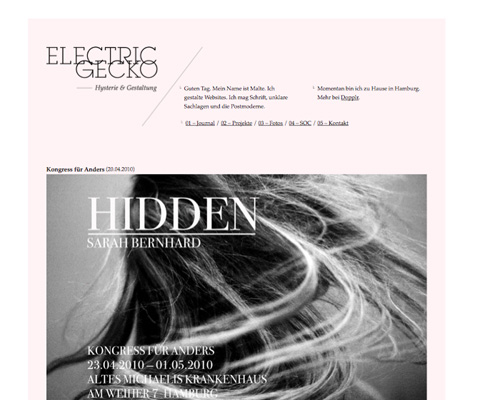 ELECTRIC
GECKO
Hysterie & Gestaltung
Guten Tag. Mein Name ist Malte. Ich
gestalte Websites. Ich mag Schrift, unklare
Sachlagen und die Postmoderne.
Momentan bin ich zu Hause in Hamburg.
Mehr bei Dopplr.
01 – Journal / 02 – Projekte / 03 – Fotos / 04 – SOC / 05 – Kontakt
Kongress für Anders (20.04.2010)
HIDDEN
SARAH BERNHARD
KONGRESS FÜR ANDERS
23.04.2010 – 01.05.2010
ALTES MICHAELIS KRANKENHAUS
AM WEIHER 7 HAMBURG